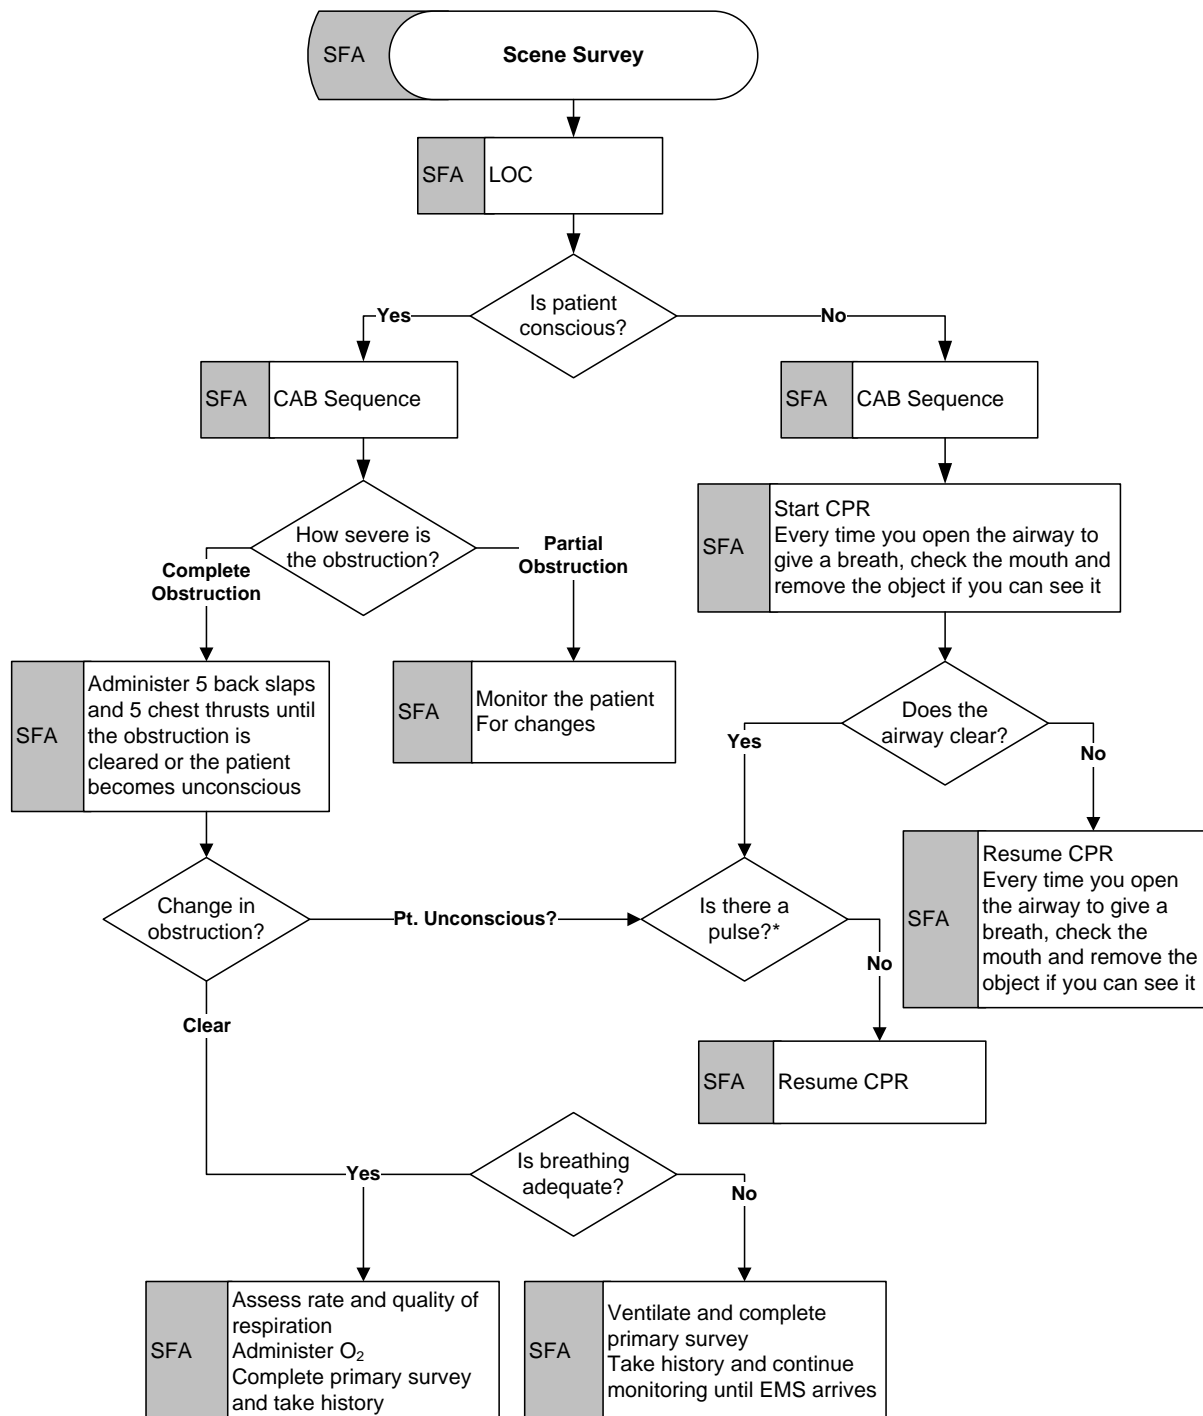 SFA
Scene Survey
SFA
LOC
Is patient
conscious?
Yes
No
SFA
CAB Sequence
SFA
CAB Sequence
How severe is
the obstruction?
Complete
Obstruction
Partial
Obstruction
SFA
Start CPR
Every time you open the airway to
give a breath, check the mouth and
remove the object if you can see it
SFA
Administer 5 back slaps
and 5 chest thrusts until
the obstruction is
cleared or the patient
becomes unconscious
SFA
Monitor the patient
For changes
Does the
airway clear?
Yes
No
Change in
obstruction?
Pt. Unconscious?
Is there a
pulse?*
No
SFA
Resume CPR
Every time you open
the airway to give a
breath, check the
mouth and remove the
object if you can see it
Clear
SFA
Resume CPR
Is breathing
adequate?
Yes
No
SFA
Assess rate and quality of
respiration
Administer O₂
Complete primary survey
and take history
SFA
Ventilate and complete
primary survey
Take history and continue
monitoring until EMS arrives